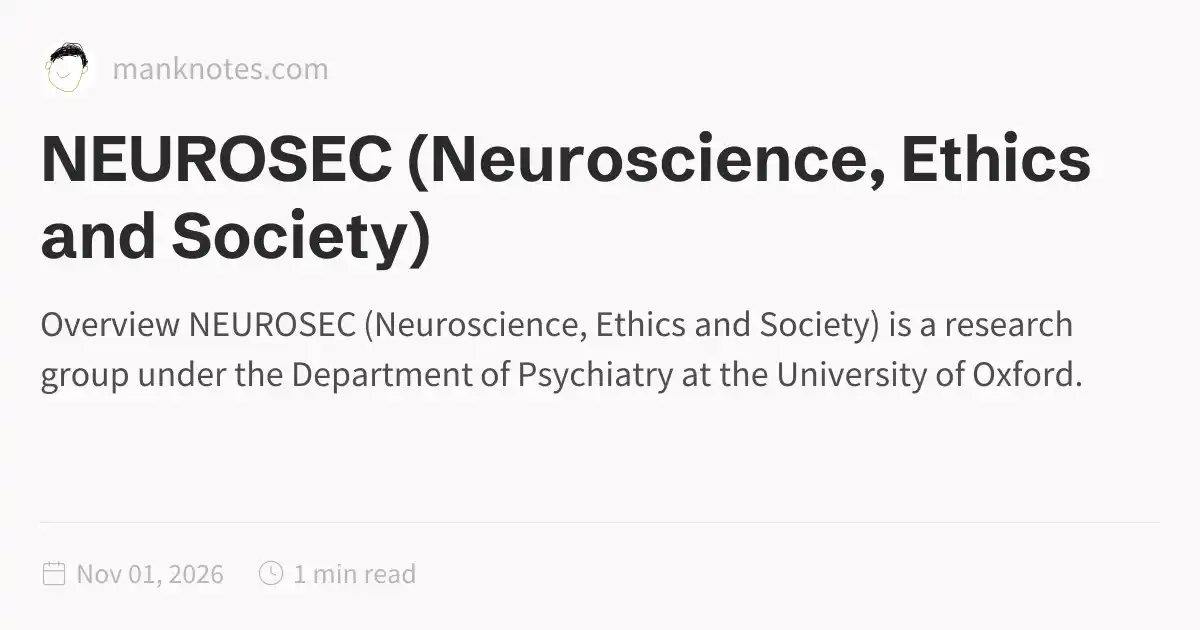 manknotes.com
NEUROSEC (Neuroscience, Ethics
and Society)
Overview NEUROSEC (Neuroscience, Ethics and Society) is a research
group under the Department of Psychiatry at the University of Oxford.
Nov 01, 2026 1 min read